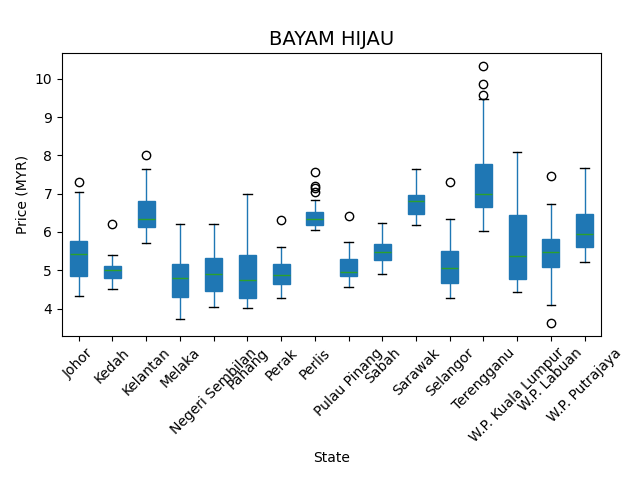 BAYAM HIJAU
Price (MYR)
10
9
8
7
6
5
4
Johor
Kedah
Kelantan
Melaka
Negeri Sembilan
Pahang
Perak
Perlis
Pulau Pinang
Sabah
Sarawak
Selangor
Terengganu
W.P. Kuala Lumpur
W.P. Labuan
W.P. Putrajaya
State